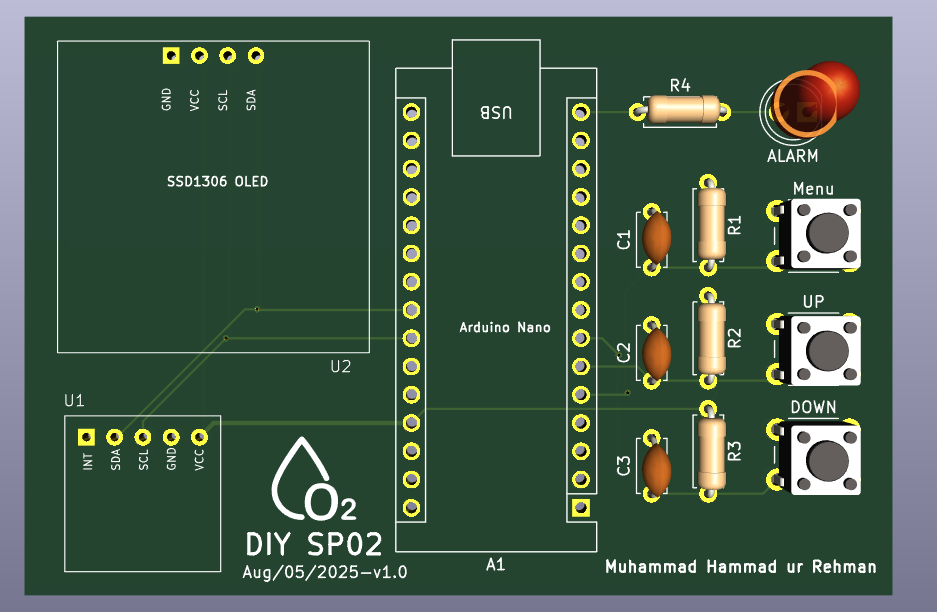 GND
VCC
SCL
SDA
SSD1306 OLED
U2
USB
R4
ALARM
Menu
C1
R1
UP
Arduino Nano
C2
R2
DOWN
C3
R3
U1
INT
SDA
SCL
GND
VCC
O2
DIY SP02
Aug/05/2025-v1.0
A1
Muhammad Hammad ur Rehman